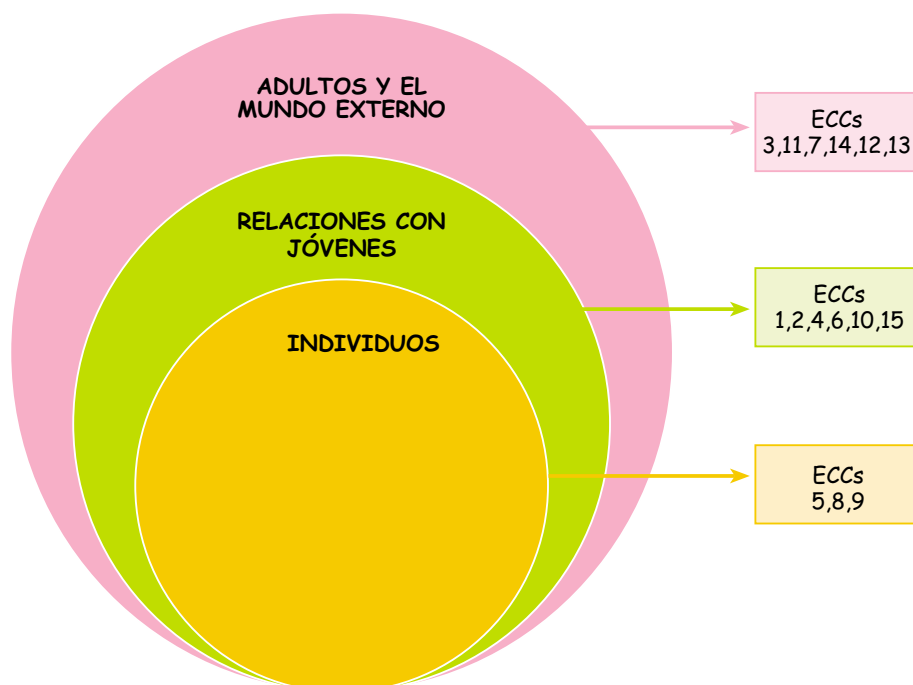 ADULTOS Y EL
MUNDO EXTERNO
ECCs
3,11,7,14,12,13
RELACIONES CON
JÓVENES
ECCs
1,2,4,6,10,15
INDIVIDUOS
ECCs
5,8,9